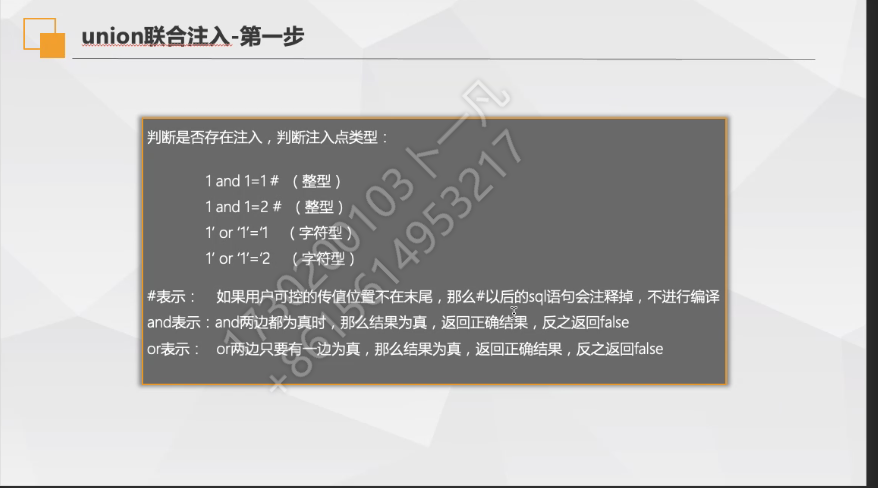 union联合注入-第一步
判断是否存在注入，判断注入点类型：
1 and 1=1 # （整型）
1 and 1=2 # （整型）
1’ or ‘1’=‘1 （字符型）
1’ or ‘1’=‘2 （字符型）
#表示： 如果用户可控的传值位置不在末尾，那么#以后的sql语句会注释掉，不进行编译
and表示：and两边都为真时，那么结果为真，返回正确结果，反之返回false
or表示： or两边只要有一边为真，那么结果为真，返回正确结果，反之返回false
1730200103卜一凡
+8615614953217